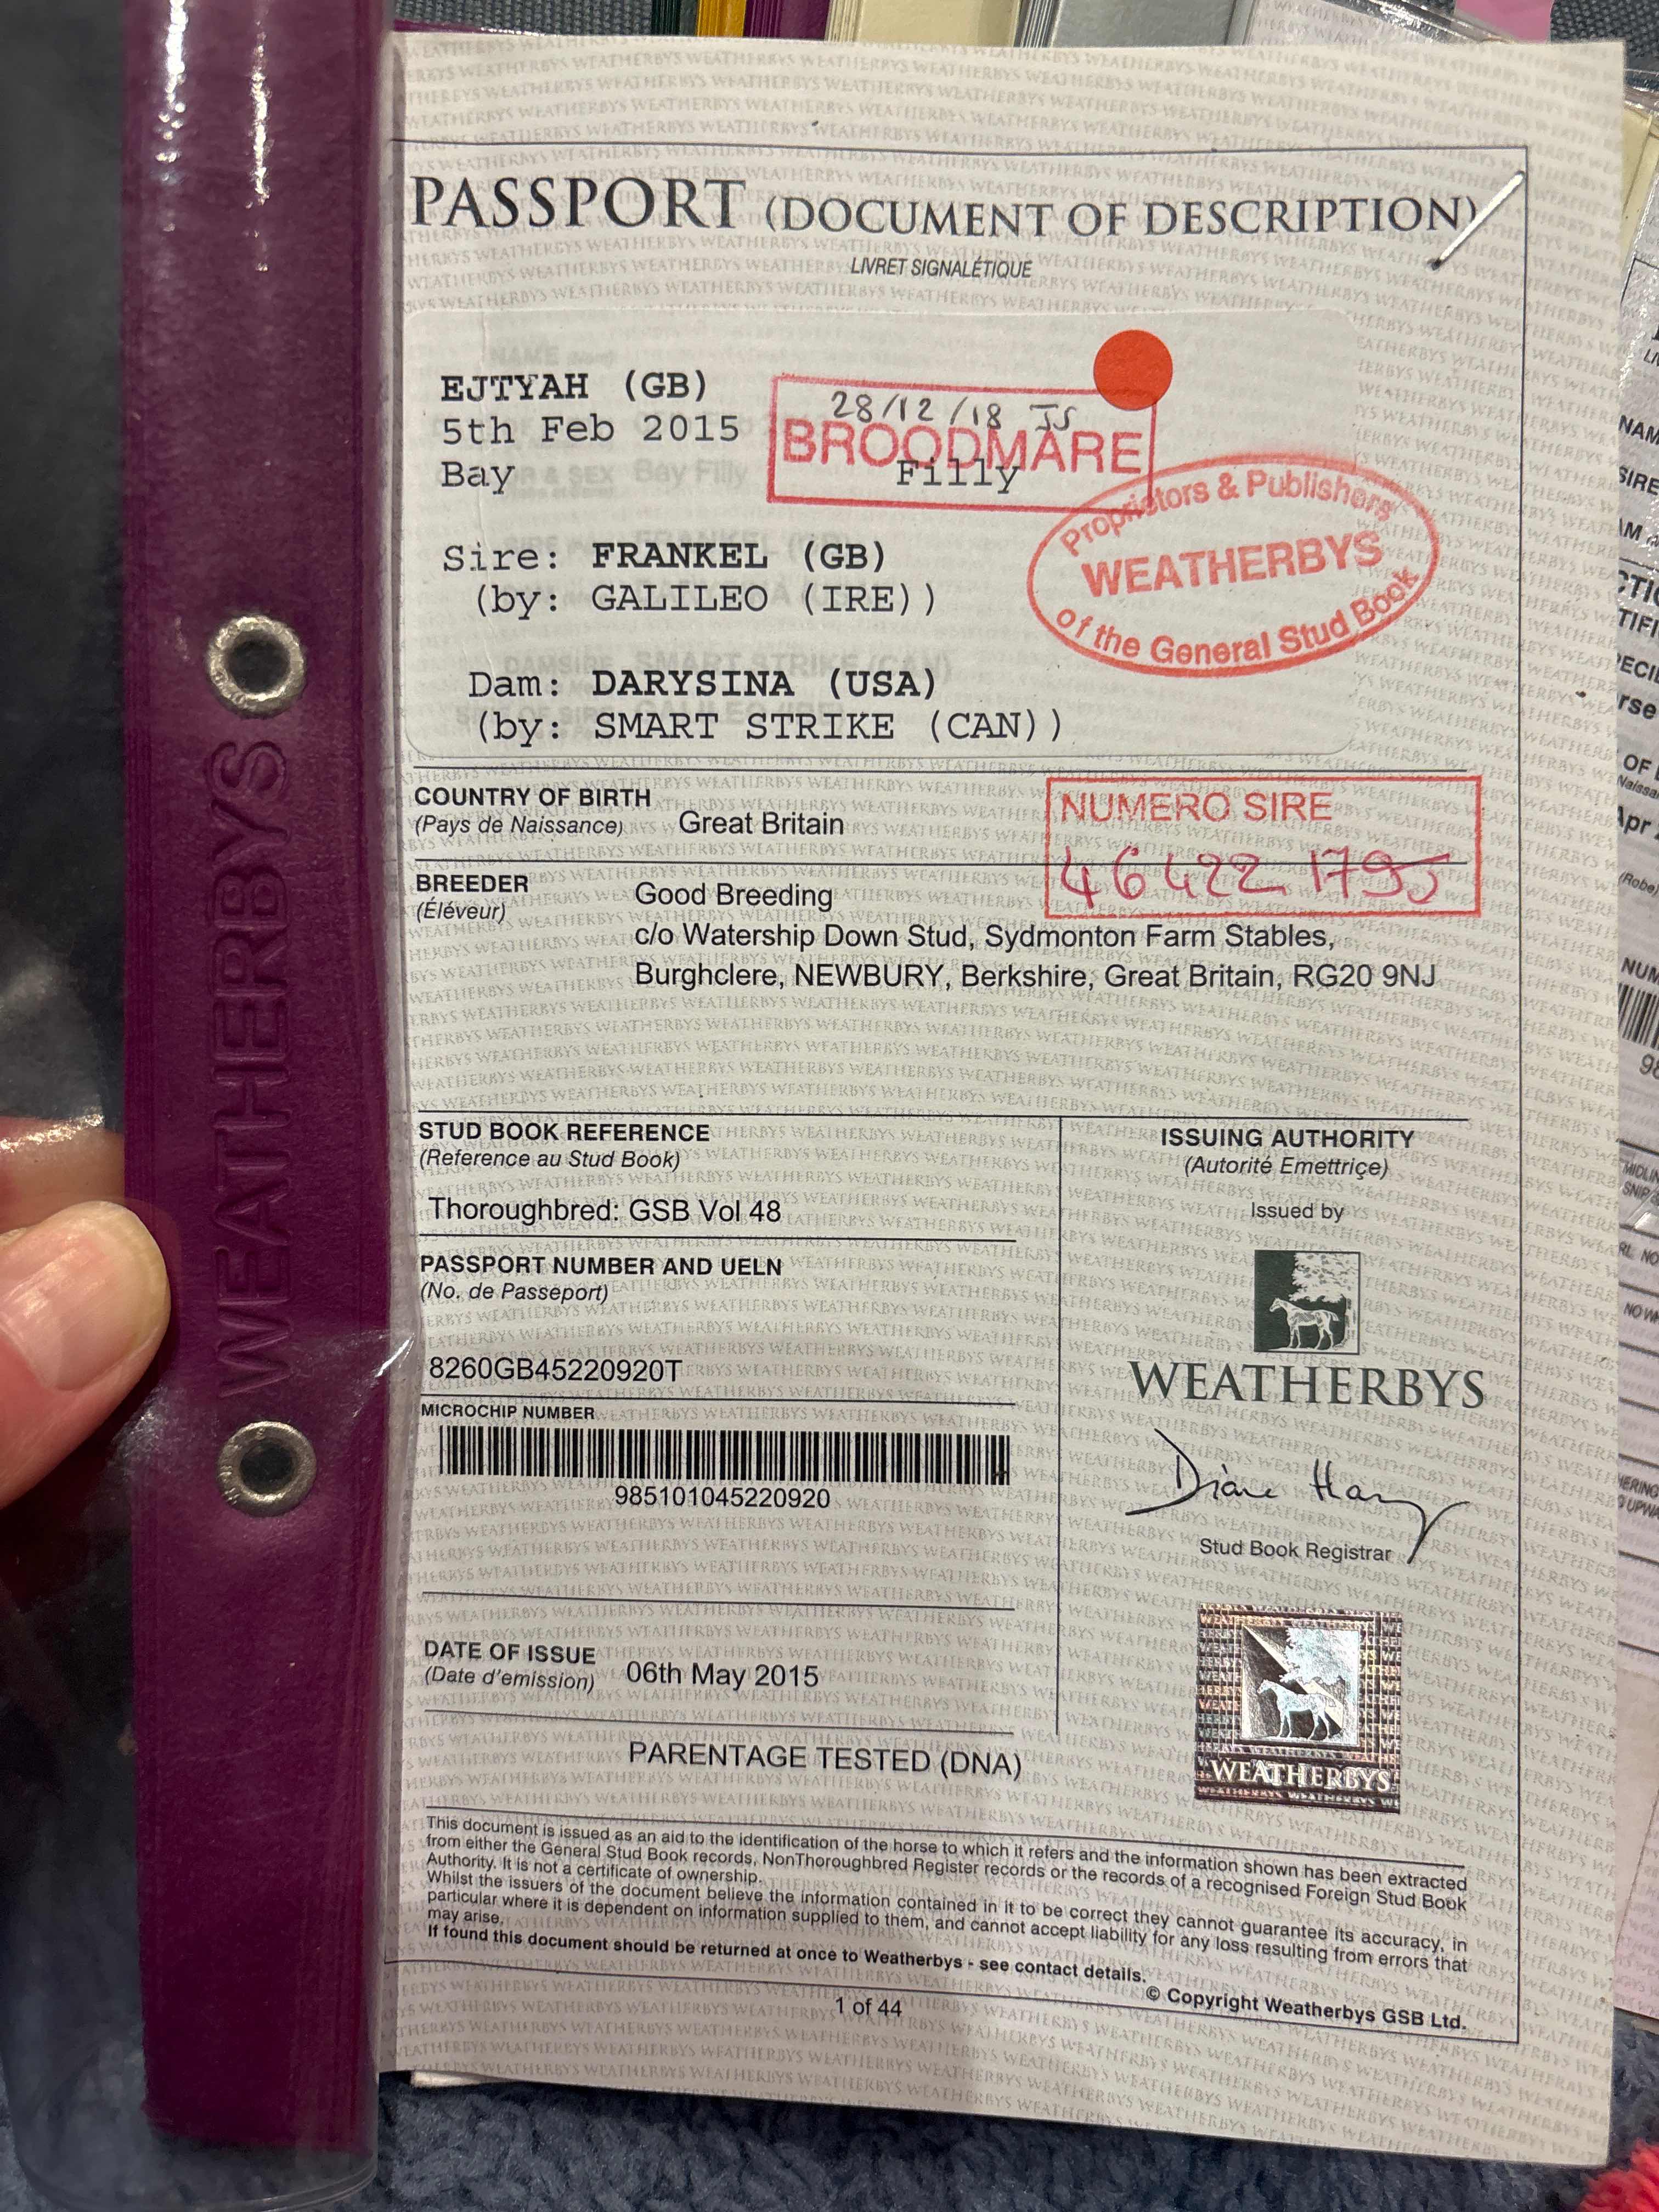 WEATHERBYS
PASSPORT (DOCUMENT OF DESCRIPTION)
LIVRET SIGNALÉTIQUE
EJTYAH (GB)
5th Feb 2015
Bay
Filly
28/12/18 JS
BROODMARE
Sire: FRANKEL (GB)
(by: GALILEO (IRE))
Proprietors & Publishers
WEATHERBYS
of the General Stud Book
Dam: DARYSINA (USA)
(by: SMART STRIKE (CAN))
COUNTRY OF BIRTH
(Pays de Naissance)
Great Britain
NUMERO SIRE
BREEDER
(Éléveur)
Good Breeding
c/o Watership Down Stud, Sydmonton Farm Stables,
Burghclere, NEWBURY, Berkshire, Great Britain, RG20 9NJ
STUD BOOK REFERENCE
(Reference au Stud Book)
Thoroughbred: GSB Vol 48
PASSPORT NUMBER AND UELN
(No. de Passeport)
8260GB45220920T
MICROCHIP NUMBER
985101045220920
DATE OF ISSUE
(Date d'emission)
06th May 2015
PARENTAGE TESTED (DNA)
ISSUING AUTHORITY
(Autorité Emettriçe)
Issued by
WEATHERBYS
Stud Book Registrar
WEATHERBYS
This document is issued as an aid to the identification of the horse to which it refers and the information shown has been extracted
from either the General Stud Book records, NonThoroughbred Register records or the records of a recognised Foreign Stud Book
Authority. It is not a certificate of ownership.
Whilst the issuers of the document believe the information contained in it to be correct they cannot guarantee its accuracy, in
particular where it is dependent on information supplied to them, and cannot accept liability for any loss resulting from errors that
may arise.
If found this document should be returned at once to Weatherbys - see contact details.
© Copyright Weatherbys GSB Ltd.
1 of 44